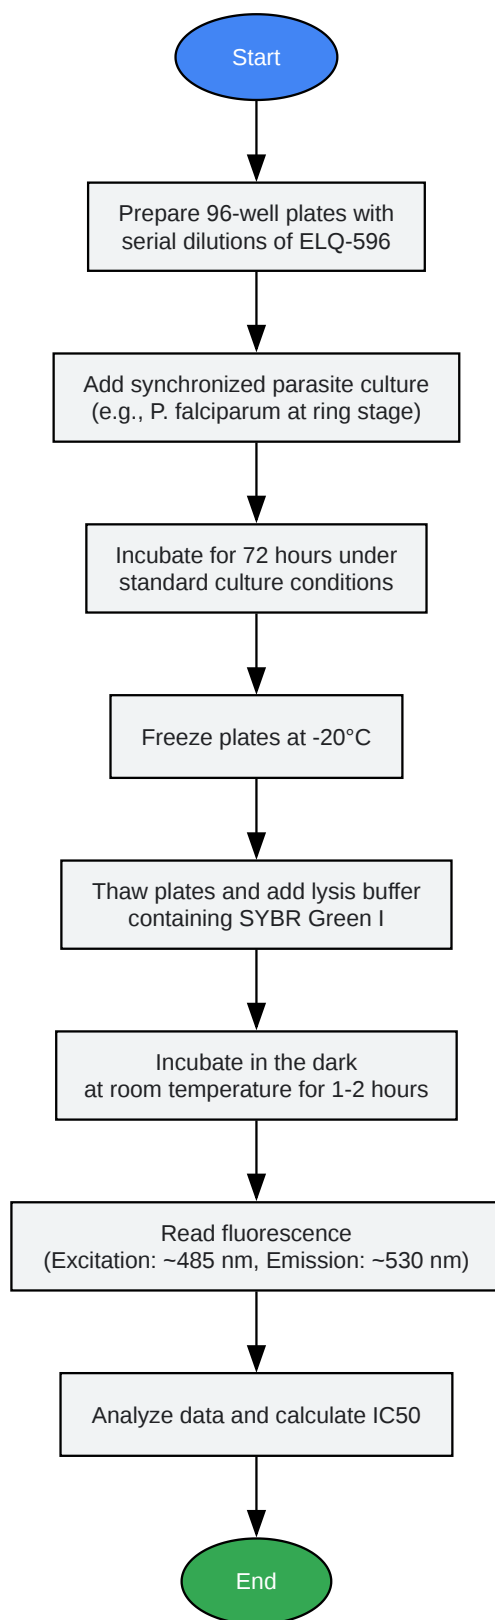 Start
Prepare 96-well plates with
serial dilutions of ELQ-596
Add synchronized parasite culture
(e.g., P. falciparum at ring stage)
Incubate for 72 hours under
standard culture conditions
Freeze plates at -20°C
Thaw plates and add lysis buffer
containing SYBR Green I
Incubate in the dark
at room temperature for 1-2 hours
Read fluorescence
(Excitation: ~485 nm, Emission: ~530 nm)
Analyze data and calculate IC50
End